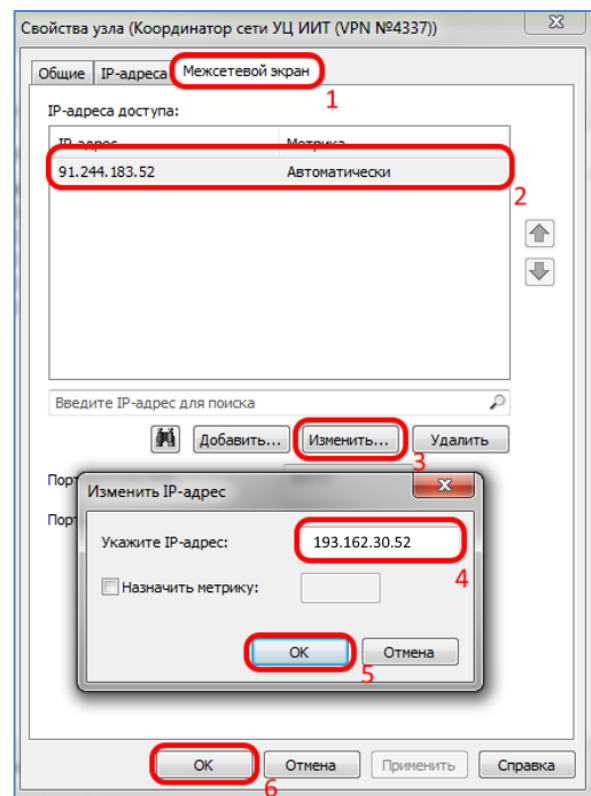 Свойства узла (Координатор сети УЦ ИИТ (VPN №4337))
Общие IP-адреса Межсетевой экран
1
IP-адреса доступа:
IP-адрес Метрика
91.244.183.52 Автоматически
2
Введите IP-адрес для поиска
Добавить... Изменить... Удалить
3
Порт
Изменить IP-адрес
Порт
Укажите IP-адрес: 193.162.30.52
4
Назначить метрику:
OK Отмена
5
OK Отмена Применить Справка
6